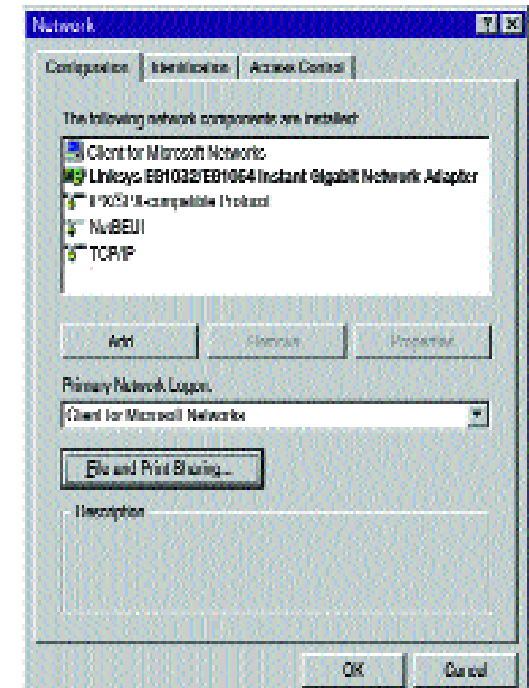 Network
Configuration Identification Access Control
The following network components are installed:
Client for Microsoft Networks
Linksys EG1032/EG1064 Instant Gigabit Network Adapter
IPX/SPX-compatible Protocol
NetBEUI
TCP/IP
Add Remove Properties
Primary Network Logon:
Client for Microsoft Networks
File and Print Sharing...
Description
OK Cancel